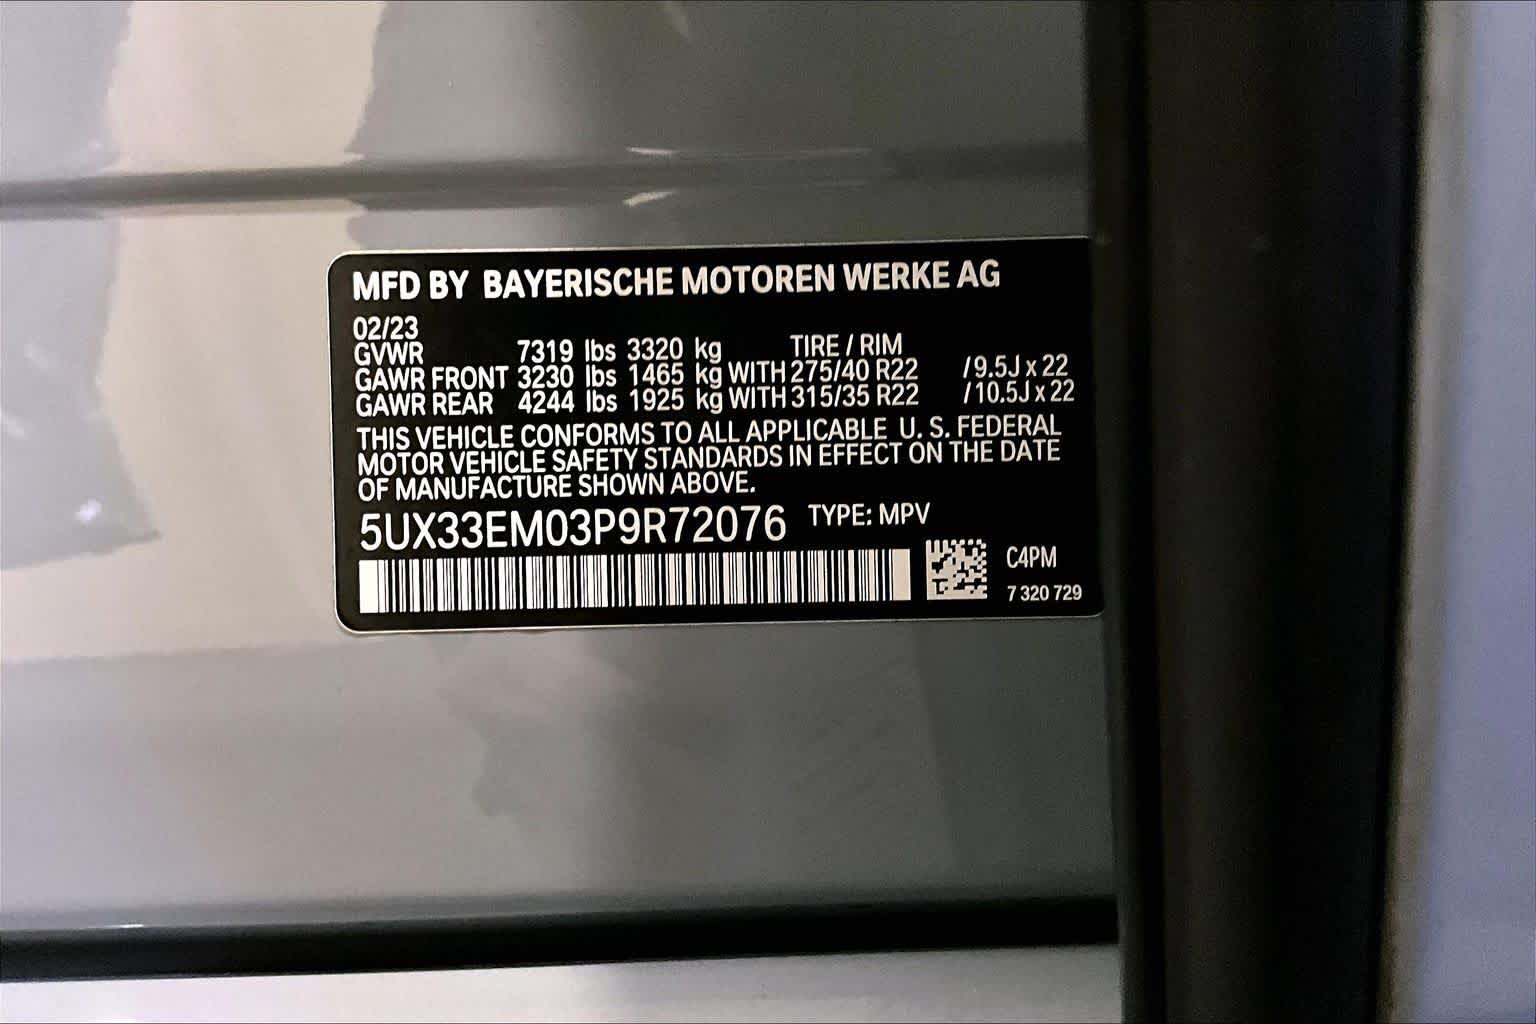 MFD BY BAYERISCHE MOTOREN WERKE AG
02/23
GVWR 7319 lbs 3320 kg TIRE / RIM
GAWR FRONT 3230 lbs 1465 kg WITH 275/40 R22 / 9.5J x 22
GAWR REAR 4244 lbs 1925 kg WITH 315/35 R22 / 10.5J x 22
THIS VEHICLE CONFORMS TO ALL APPLICABLE U. S. FEDERAL
MOTOR VEHICLE SAFETY STANDARDS IN EFFECT ON THE DATE
OF MANUFACTURE SHOWN ABOVE.
5UX33EM03P9R72076 TYPE: MPV
C4PM
7 320 729